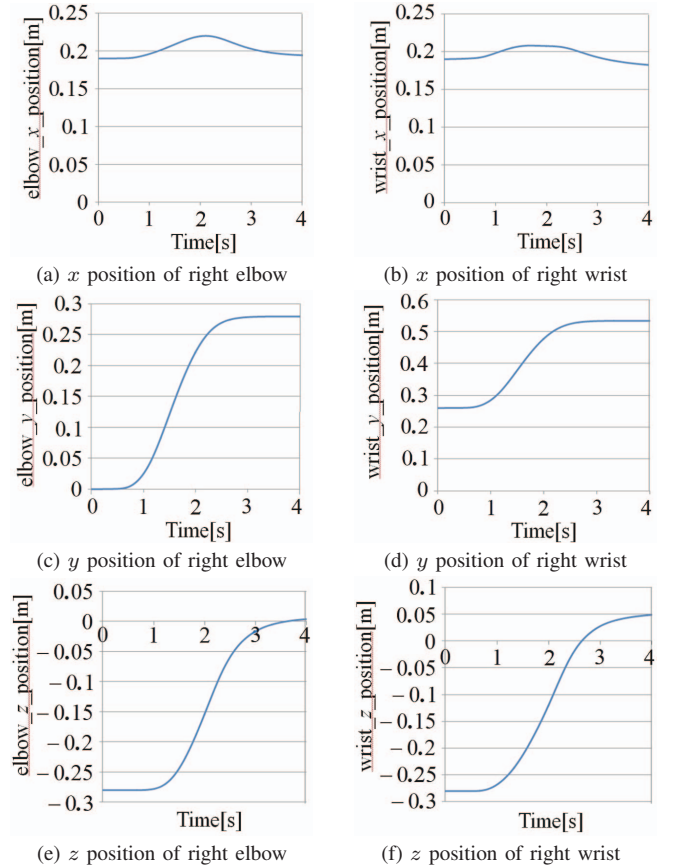 0.25
0.2
0.15
0.1
0.05
0
elbow_x_position[m]
0 1 2 3 4
Time[s]
(a) x position of right elbow
0.25
0.2
0.15
0.1
0.05
0
wrist_x_position[m]
0 1 2 3 4
Time[s]
(b) x position of right wrist
0.3
0.25
0.2
0.15
0.1
0.05
0
elbow_y_position[m]
0 1 2 3 4
Time[s]
(c) y position of right elbow
0.6
0.5
0.4
0.3
0.2
0.1
0
wrist_y_position[m]
0 1 2 3 4
Time[s]
(d) y position of right wrist
0.05
0
−0.05
−0.1
−0.15
−0.2
−0.25
−0.3
elbow_z_position[m]
0 1 2 3 4
Time[s]
(e) z position of right elbow
0.1
0.05
0
−0.05
−0.1
−0.15
−0.2
−0.25
−0.3
wrist_z_position[m]
0 1 2 3 4
Time[s]
(f) z position of right wrist